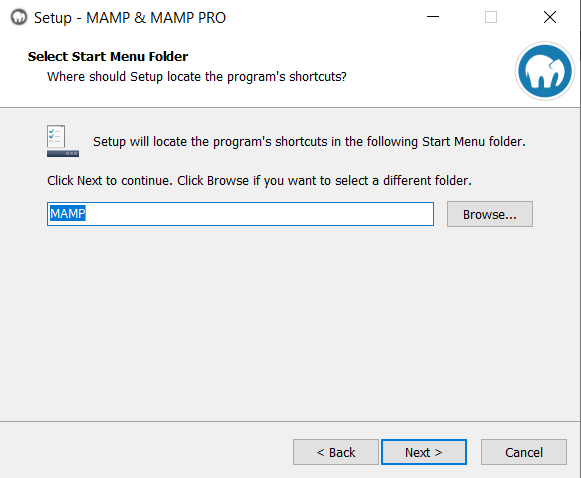 Setup - MAMP & MAMP PRO
Select Start Menu Folder
Where should Setup locate the program's shortcuts?
Setup will locate the program's shortcuts in the following Start Menu folder.
Click Next to continue. Click Browse if you want to select a different folder.
MAMP
Browse...
< Back
Next >
Cancel